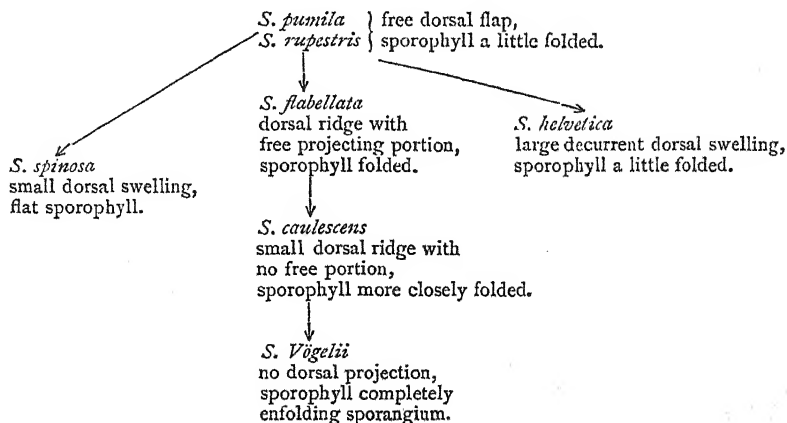 S. pumila } free dorsal flap,
S. rupestris } sporophyll a little folded.
S. flabellata
dorsal ridge with
free projecting portion,
sporophyll folded.
S. helvetica
large decurrent dorsal swelling,
sporophyll a little folded.
S. spinosa
small dorsal swelling,
flat sporophyll.
S. caulescens
small dorsal ridge with
no free portion,
sporophyll more closely folded.
S. Vögelii
no dorsal projection,
sporophyll completely
enfolding sporangium.